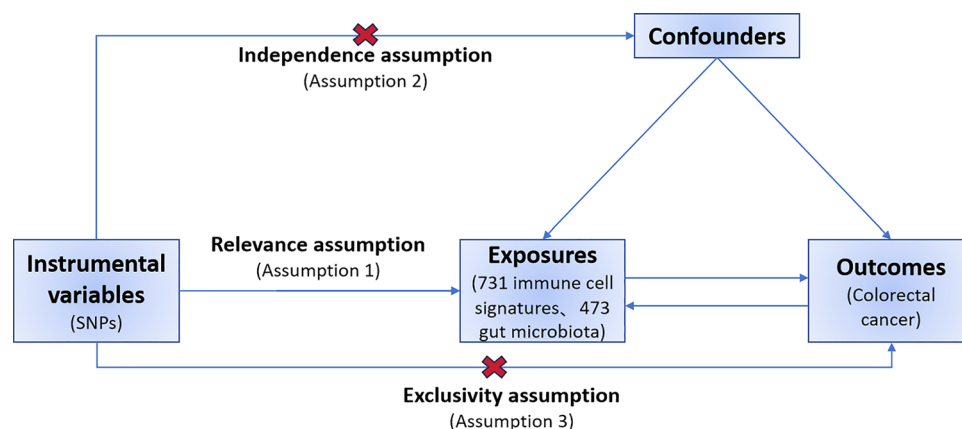 Confounders
Independence assumption
(Assumption 2)
Instrumental
variables
(SNPs)
Relevance assumption
(Assumption 1)
Exposures
(731 immune cell
signatures、473
gut microbiota)
Outcomes
(Colorectal
cancer)
Exclusivity assumption
(Assumption 3)